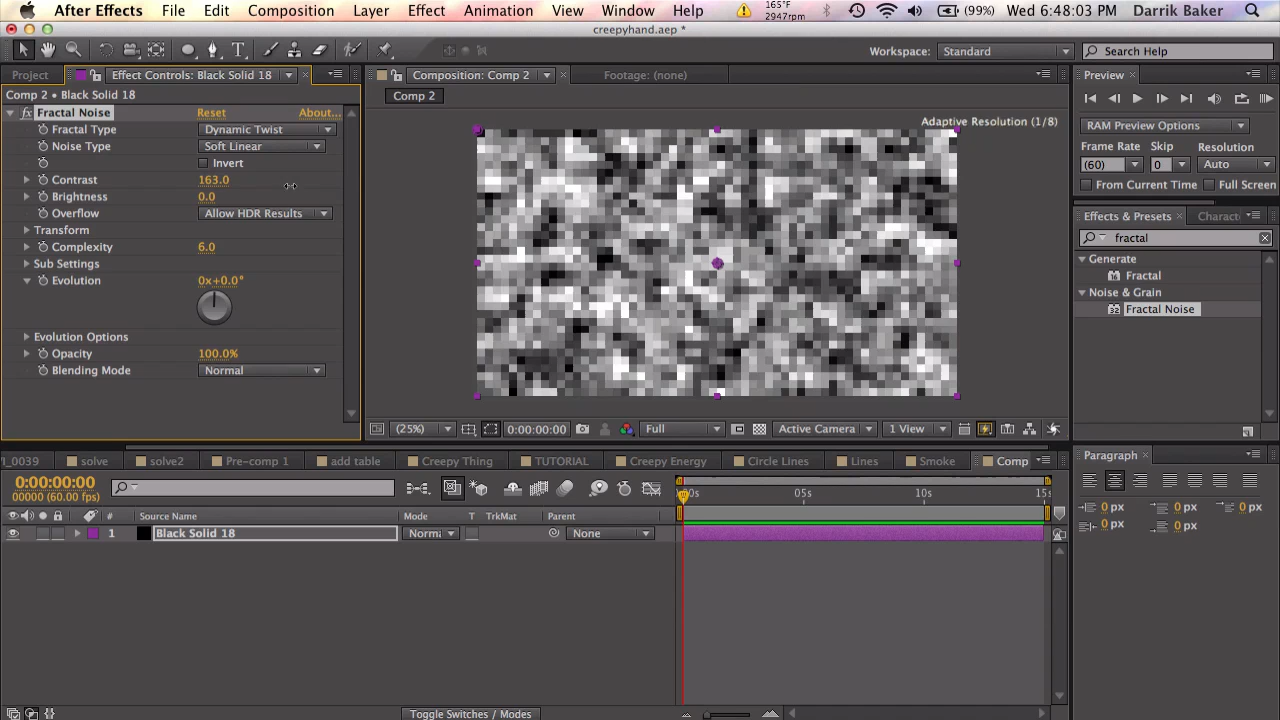 After Effects File Edit Composition Layer Effect Animation View Window Help 165°F 2947rpm (99%) Wed 6:48:03 PM Darrik Baker
creepyhand.aep *
Workspace: Standard Search Help
Project Effect Controls: Black Solid 18 Composition: Comp 2 Footage: (none) Preview
Comp 2 • Black Solid 18
Comp 2
fx Fractal Noise Reset About...
Fractal Type Dynamic Twist
Noise Type Soft Linear
Invert
Contrast 163.0
Brightness 0.0
Overflow Allow HDR Results
Transform
Complexity 6.0
Sub Settings
Evolution 0x+0.0°
Evolution Options
Opacity 100.0%
Blending Mode Normal
Adaptive Resolution (1/8)
(25%) 0:00:00:00 Full Active Camera 1 View
RAM Preview Options
Frame Rate Skip Resolution
(60) 0 Auto
From Current Time Full Screen
Effects & Presets Charact
fractal
Generate
Fractal
Noise & Grain
32 Fractal Noise
1_0039 solve solve2 Pre-comp 1 add table Creepy Thing TUTORIAL Creepy Energy Circle Lines Lines Smoke Comp
0:00:00:00
00000 (60.00 fps)
00s 05s 10s 15s
# Source Name Mode T TrkMat Parent
1 Black Solid 18 Norma None
Toggle Switches / Modes
Paragraph
0 px 0 px 0 px
0 px 0 px